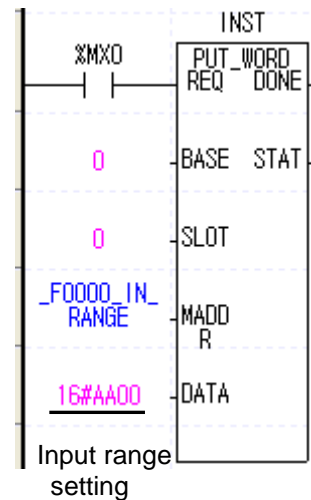 INST
%MX0
PUT_WORD
REQ DONE
0
BASE STAT
0
SLOT
_F0000_IN_
RANGE
MADD
R
16#AA00
DATA
Input range
setting